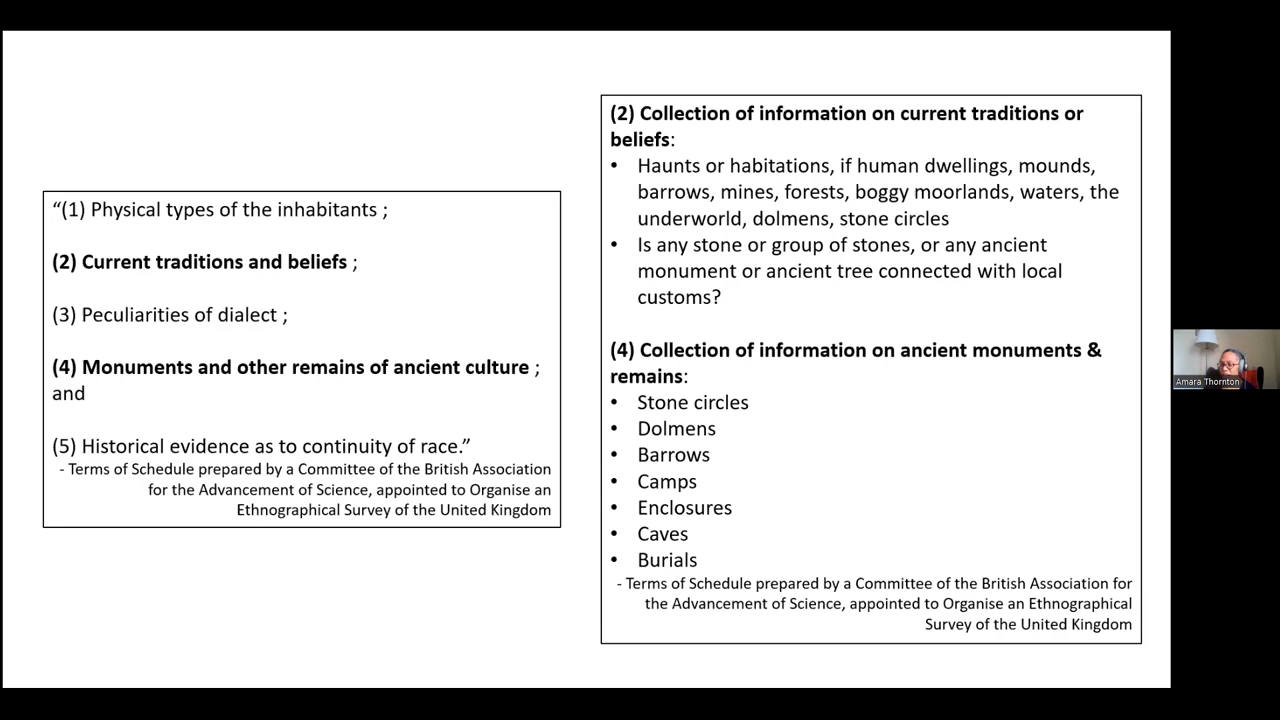 “(1) Physical types of the inhabitants ;
(2) Current traditions and beliefs ;
(3) Peculiarities of dialect ;
(4) Monuments and other remains of ancient culture ;
and
(5) Historical evidence as to continuity of race.”
- Terms of Schedule prepared by a Committee of the British Association
for the Advancement of Science, appointed to Organise an
Ethnographical Survey of the United Kingdom
(2) Collection of information on current traditions or
beliefs:
• Haunts or habitations, if human dwellings, mounds,
barrows, mines, forests, boggy moorlands, waters, the
underworld, dolmens, stone circles
• Is any stone or group of stones, or any ancient
monument or ancient tree connected with local
customs?
(4) Collection of information on ancient monuments &
remains:
• Stone circles
• Dolmens
• Barrows
• Camps
• Enclosures
• Caves
• Burials
- Terms of Schedule prepared by a Committee of the British Association for
the Advancement of Science, appointed to Organise an Ethnographical
Survey of the United Kingdom
Amara Thornton